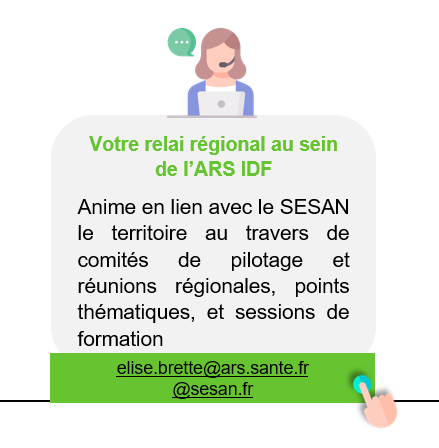 Votre relai régional au sein
de l'ARS IDF
Anime en lien avec le SESAN
le territoire au travers de
comités de pilotage et
réunions régionales, points
thématiques, et sessions de
formation
elise.brette@ars.sante.fr
@sesan.fr